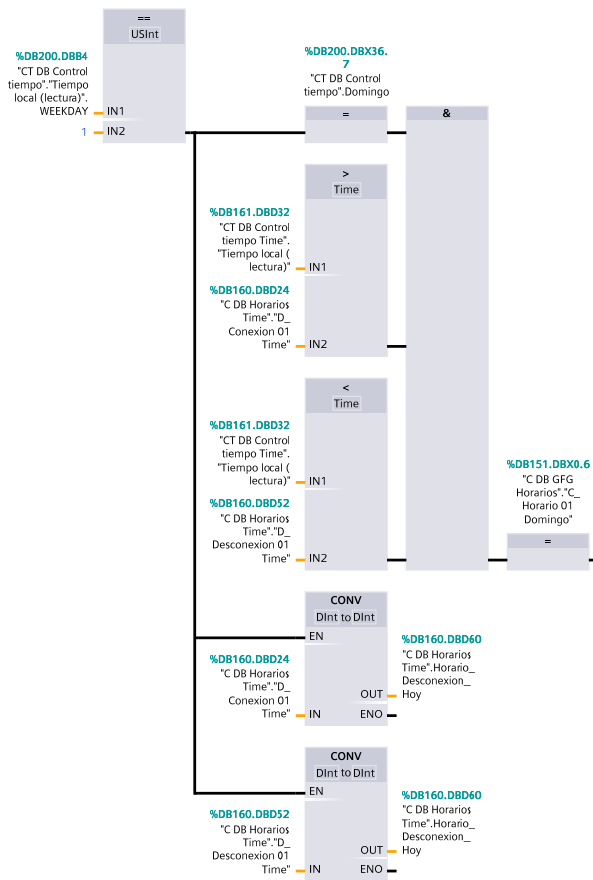 ==
USInt
%DB200.DBB4
"CT DB Control
tiempo"."Tiempo
local (lectura)".
WEEKDAY
IN1
1
IN2
%DB200.DBX36.
7
"CT DB Control
tiempo".Domingo
=
&
>
Time
%DB161.DBD32
"CT DB Control
tiempo Time".
"Tiempo local (
lectura)"
IN1
%DB160.DBD24
"C DB Horarios
Time"."D_
Conexion 01
Time"
IN2
<
Time
%DB161.DBD32
"CT DB Control
tiempo Time".
"Tiempo local (
lectura)"
IN1
%DB160.DBD52
"C DB Horarios
Time"."D_
Desconexion 01
Time"
IN2
%DB151.DBX0.6
"C DB GFG
Horarios"."C_
Horario 01
Domingo"
=
CONV
DInt to DInt
EN
%DB160.DBD24
"C DB Horarios
Time"."D_
Conexion 01
Time"
IN
%DB160.DBD60
"C DB Horarios
Time".Horario_
Desconexion_
Hoy
OUT
ENO
CONV
DInt to DInt
EN
%DB160.DBD52
"C DB Horarios
Time"."D_
Desconexion 01
Time"
IN
%DB160.DBD60
"C DB Horarios
Time".Horario_
Desconexion_
Hoy
OUT
ENO